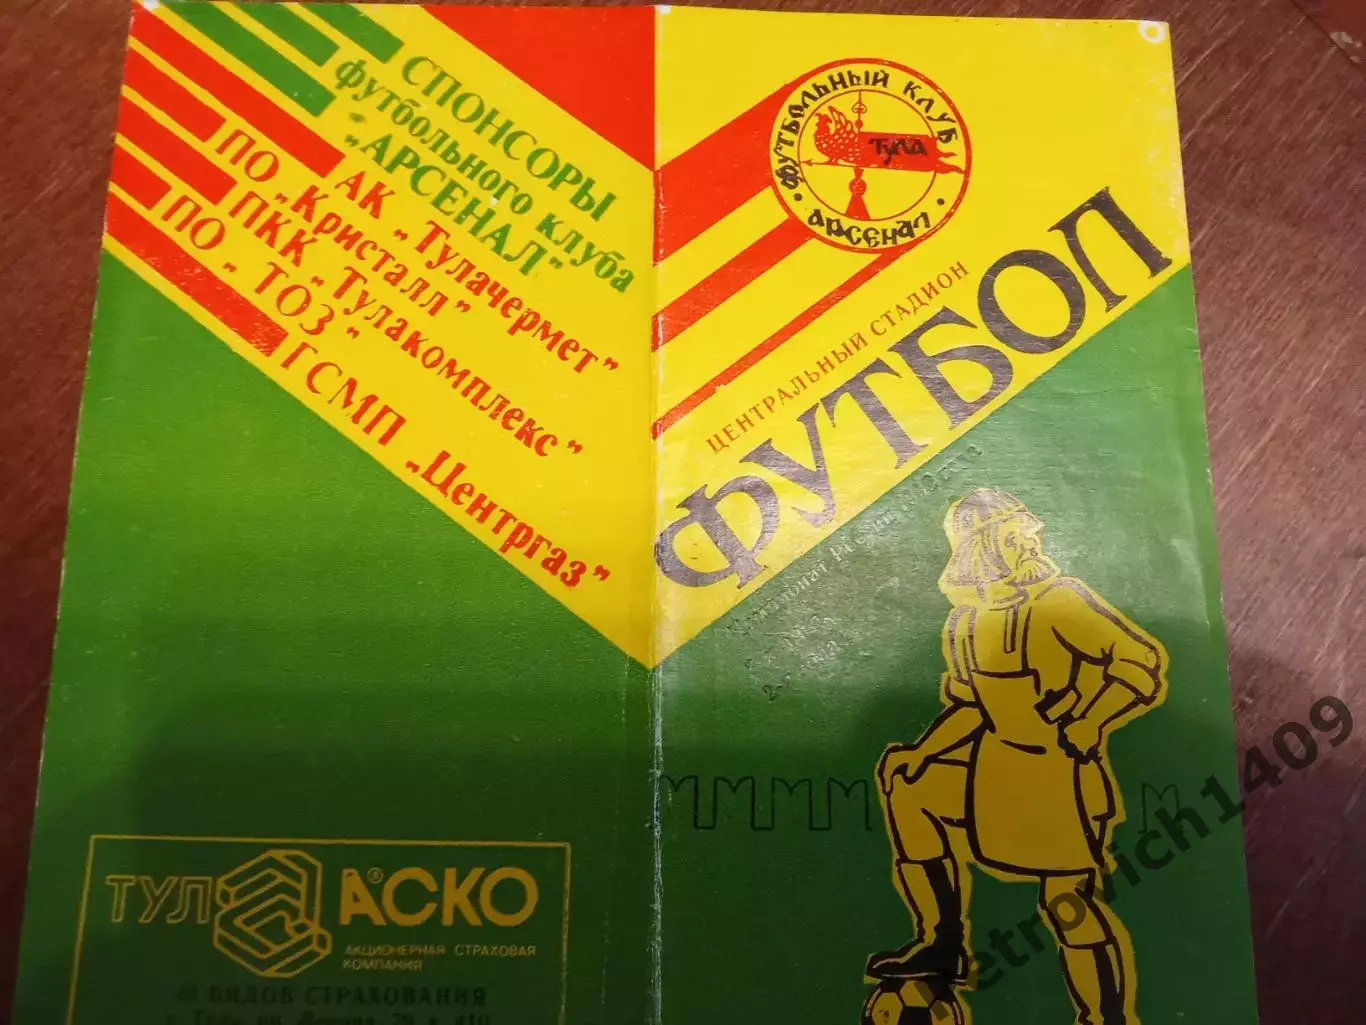 СПОНСОРЫ
футбольного клуба
"АРСЕНАЛ"
АК "Тулачермет"
ПО "Кристалл"
ПКК "Тулакомплекс"
ПО "ТОЗ"
ГСМП "Центргаз"
ТУЛ АСКО
АКЦИОНЕРНАЯ СТРАХОВАЯ
КОМПАНИЯ
ВИДОВ СТРАХОВАНИЯ
ФУТБОЛЬНЫЙ КЛУБ
ТУЛА
АРСЕНАЛ
ЦЕНТРАЛЬНЫЙ СТАДИОН
ФУТБОЛ
petrovich1409